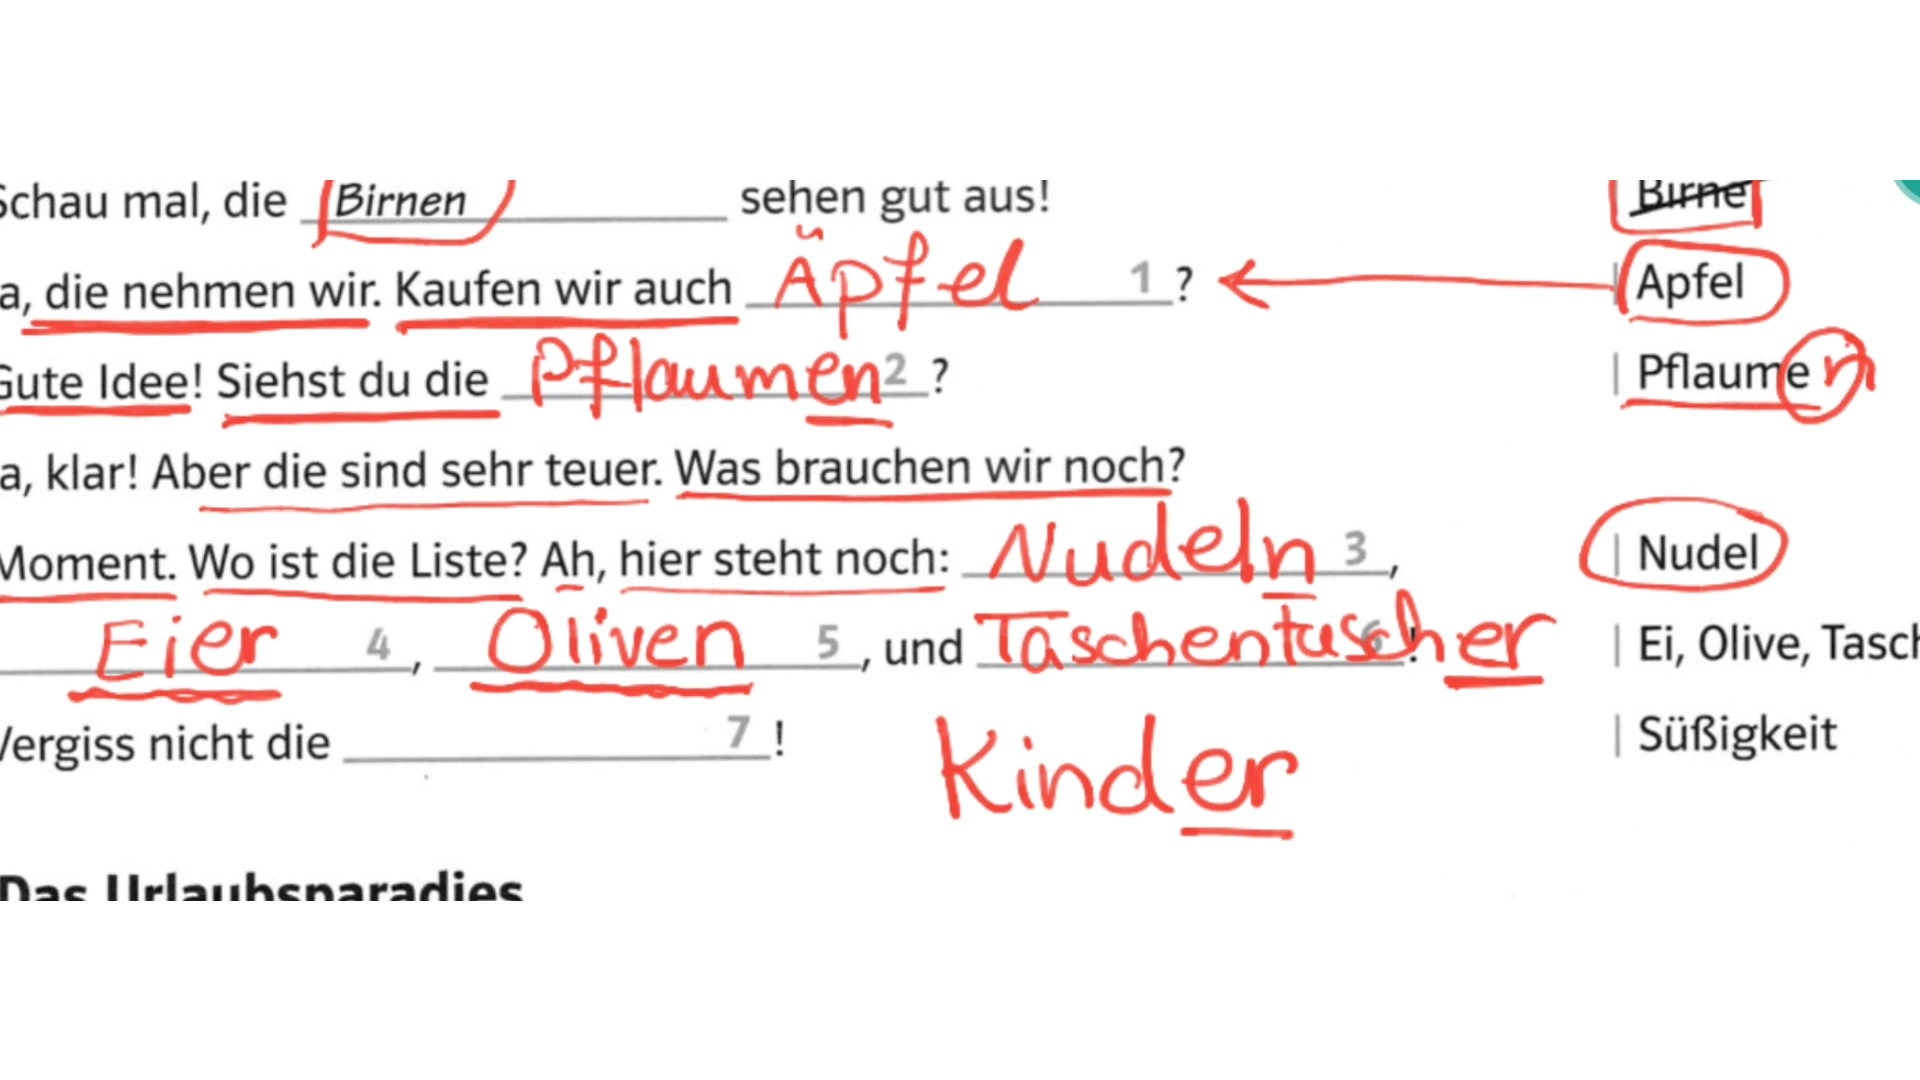 Schau mal, die Birnen sehen gut aus! Birne
a, die nehmen wir. Kaufen wir auch Äpfel 1 ? | Apfel
Gute Idee! Siehst du die Pflaumen 2 ? | Pflaume n
a, klar! Aber die sind sehr teuer. Was brauchen wir noch?
Moment. Wo ist die Liste? Ah, hier steht noch: Nudeln 3 , | Nudel
Eier 4 , Oliven 5 , und Taschentuscher 6 ! | Ei, Olive, Tasch
Vergiss nicht die 7 ! | Süßigkeit
Kinder
Das Urlaubsparadies